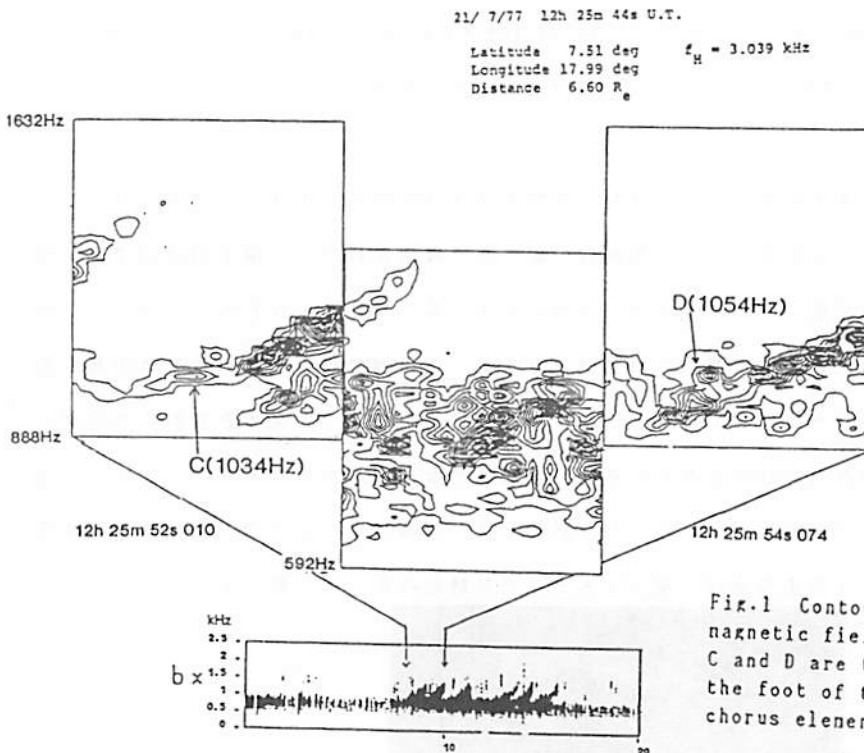 21/ 7/77 12h 25m 44s U.T.
Latitude 7.51 deg f_H = 3.039 kHz
Longitude 17.99 deg
Distance 6.60 R_e
1632Hz
D(1054Hz)
888Hz
C(1034Hz)
12h 25m 52s 010
12h 25m 54s 074
592Hz
kHz
2.5
2
1.5
1
0.5
0
bx
10
20
Fig.1 Conto
magnetic fiel
C and D are
the foot of
chorus elemen